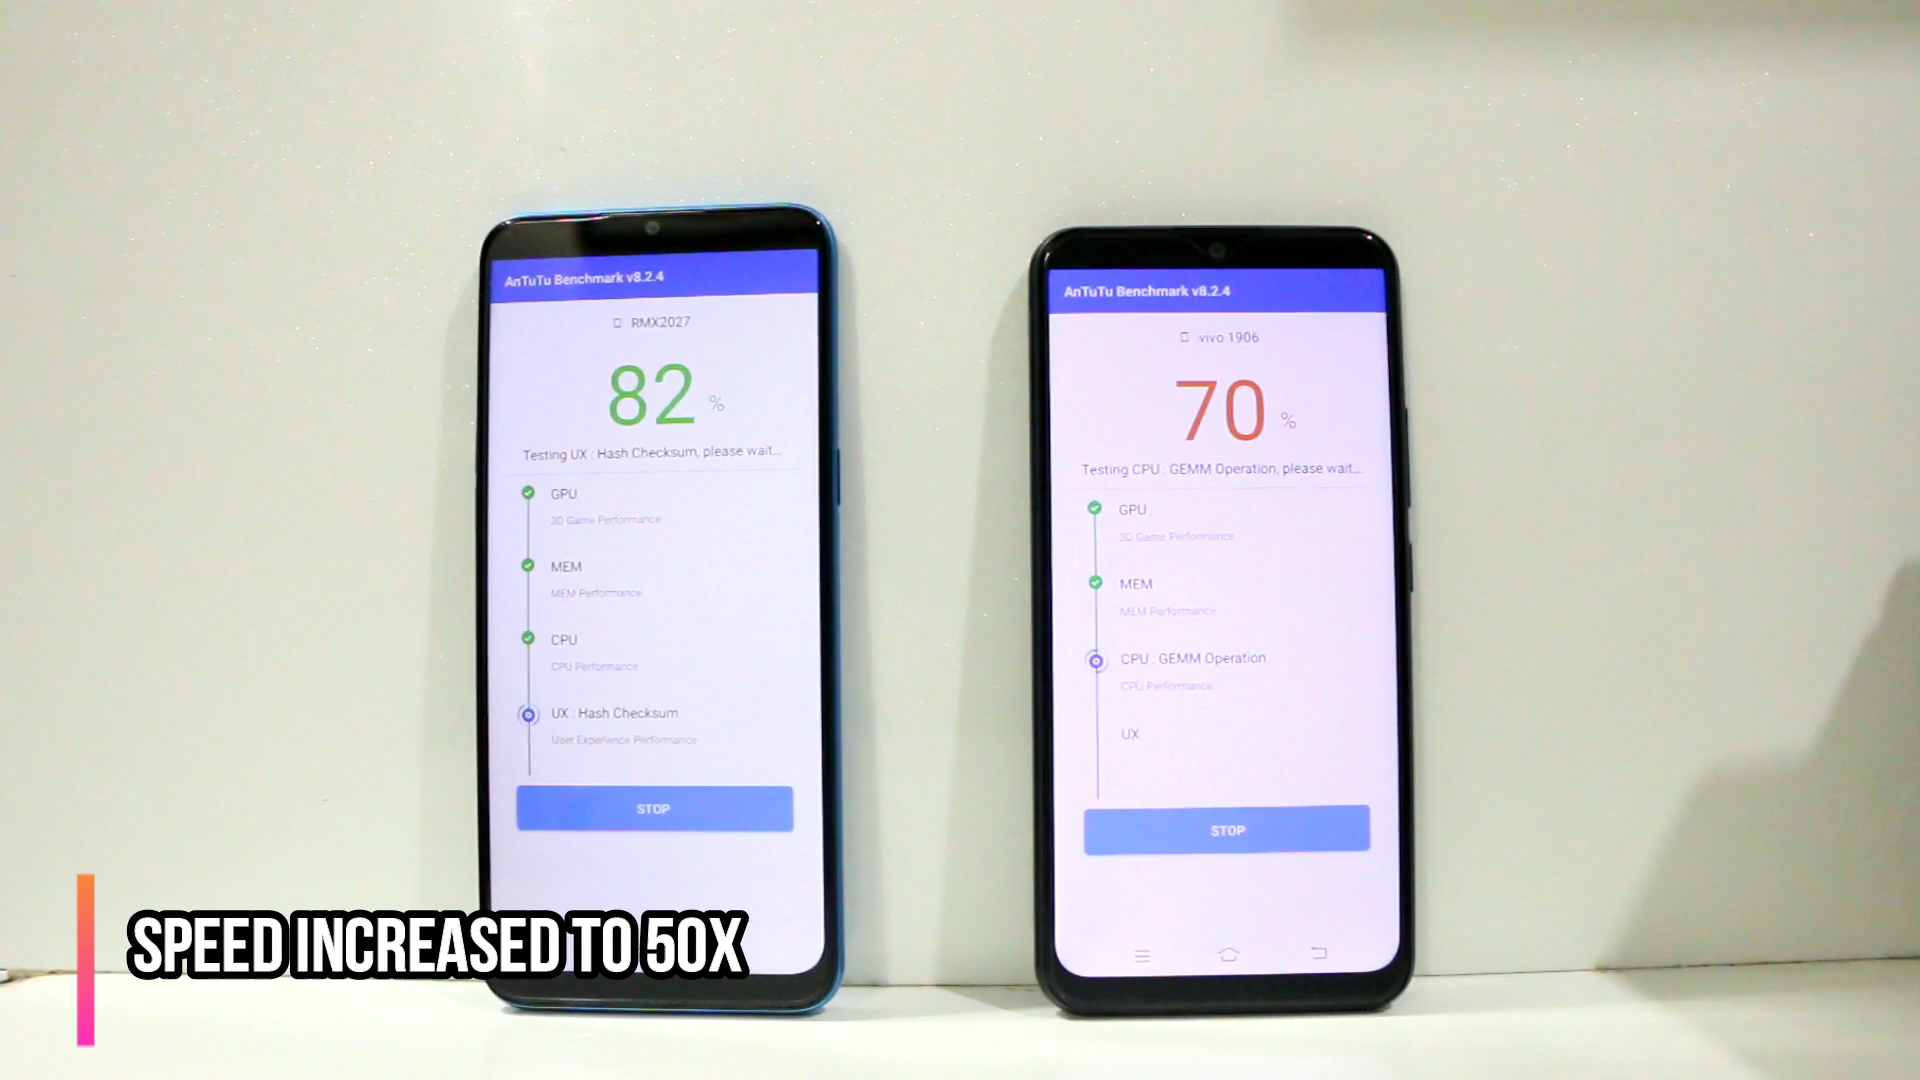 AnTuTu Benchmark v8.2.4
RMX2027
82 %
Testing UX : Hash Checksum, please wait...
GPU
3D Game Performance
MEM
MEM Performance
CPU
CPU Performance
UX : Hash Checksum
User Experience Performance
STOP
AnTuTu Benchmark v8.2.4
vivo 1906
70 %
Testing CPU : GEMM Operation, please wait...
GPU
3D Game Performance
MEM
MEM Performance
CPU : GEMM Operation
CPU Performance
UX
STOP
SPEED INCREASED TO 50X